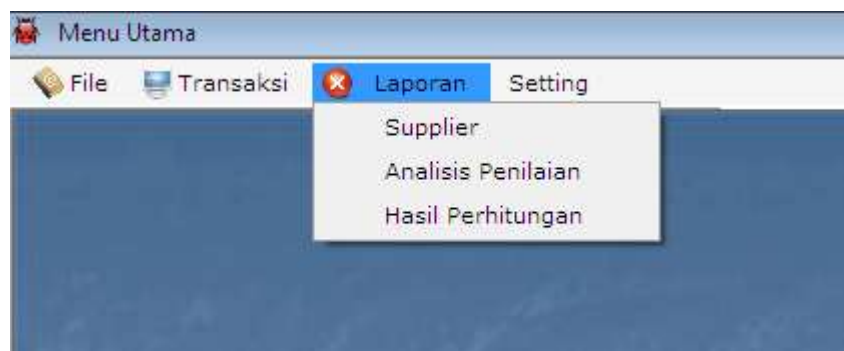 Menu Utama
File Transaksi Laporan Setting
Supplier
Analisis Penilaian
Hasil Perhitungan